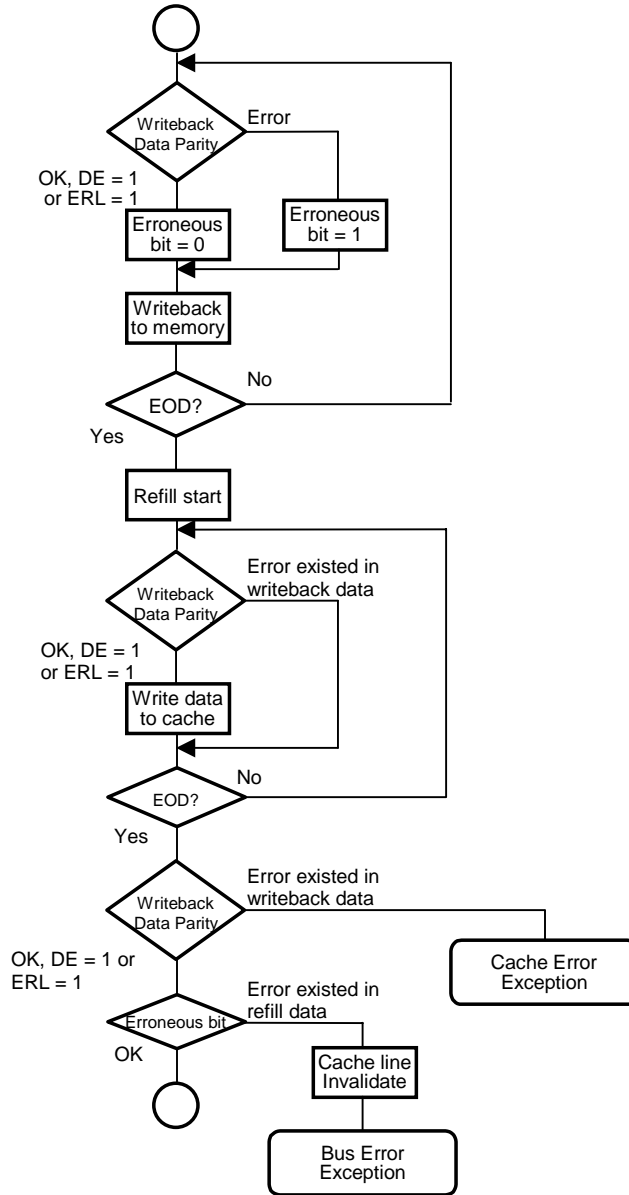 Writeback
Data Parity
Error
OK, DE = 1
or ERL = 1
Erroneous
bit = 0
Erroneous
bit = 1
Writeback
to memory
EOD?
No
Yes
Refill start
Writeback
Data Parity
Error existed in
writeback data
OK, DE = 1
or ERL = 1
Write data
to cache
EOD?
No
Yes
Writeback
Data Parity
Error existed in
writeback data
OK, DE = 1 or
ERL = 1
Cache Error
Exception
Erroneous bit
Error existed in
refill data
OK
Cache line
Invalidate
Bus Error
Exception